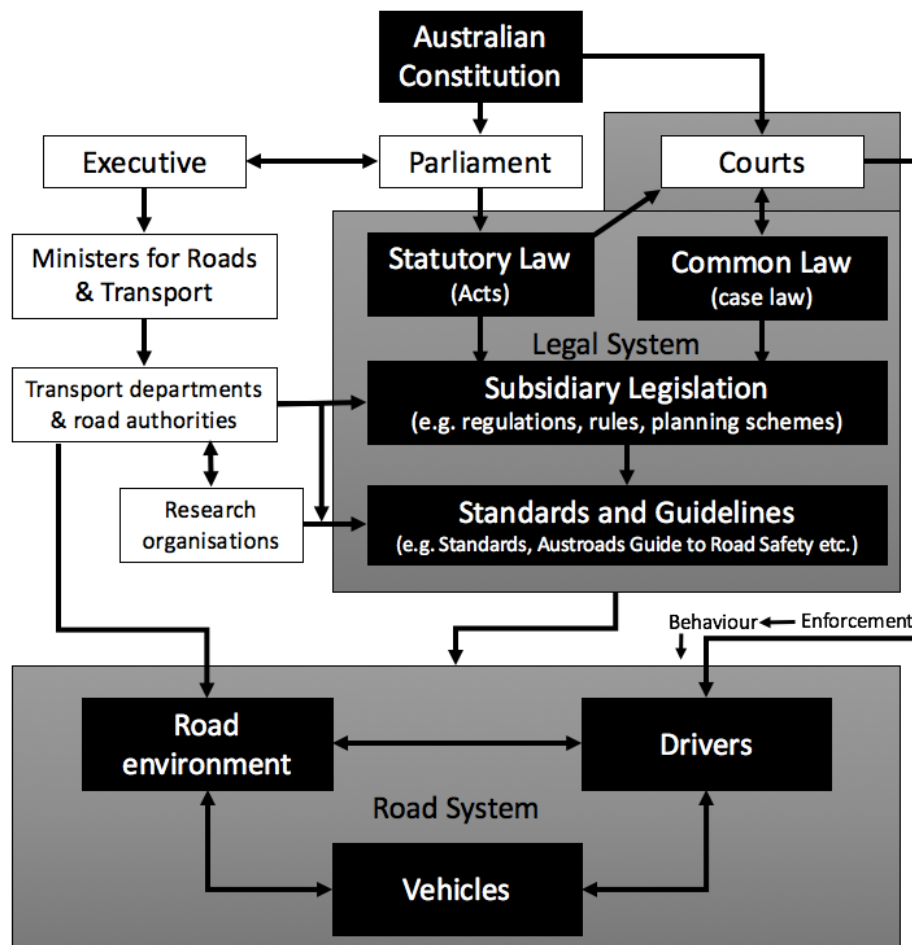 Australian
Constitution
Executive
Parliament
Courts
Ministers for Roads
& Transport
Statutory Law
(Acts)
Common Law
(case law)
Legal System
Transport departments
& road authorities
Subsidiary Legislation
(e.g. regulations, rules, planning schemes)
Research
organisations
Standards and Guidelines
(e.g. Standards, Austroads Guide to Road Safety etc.)
Behaviour
Enforcement
Road
environment
Drivers
Road System
Vehicles